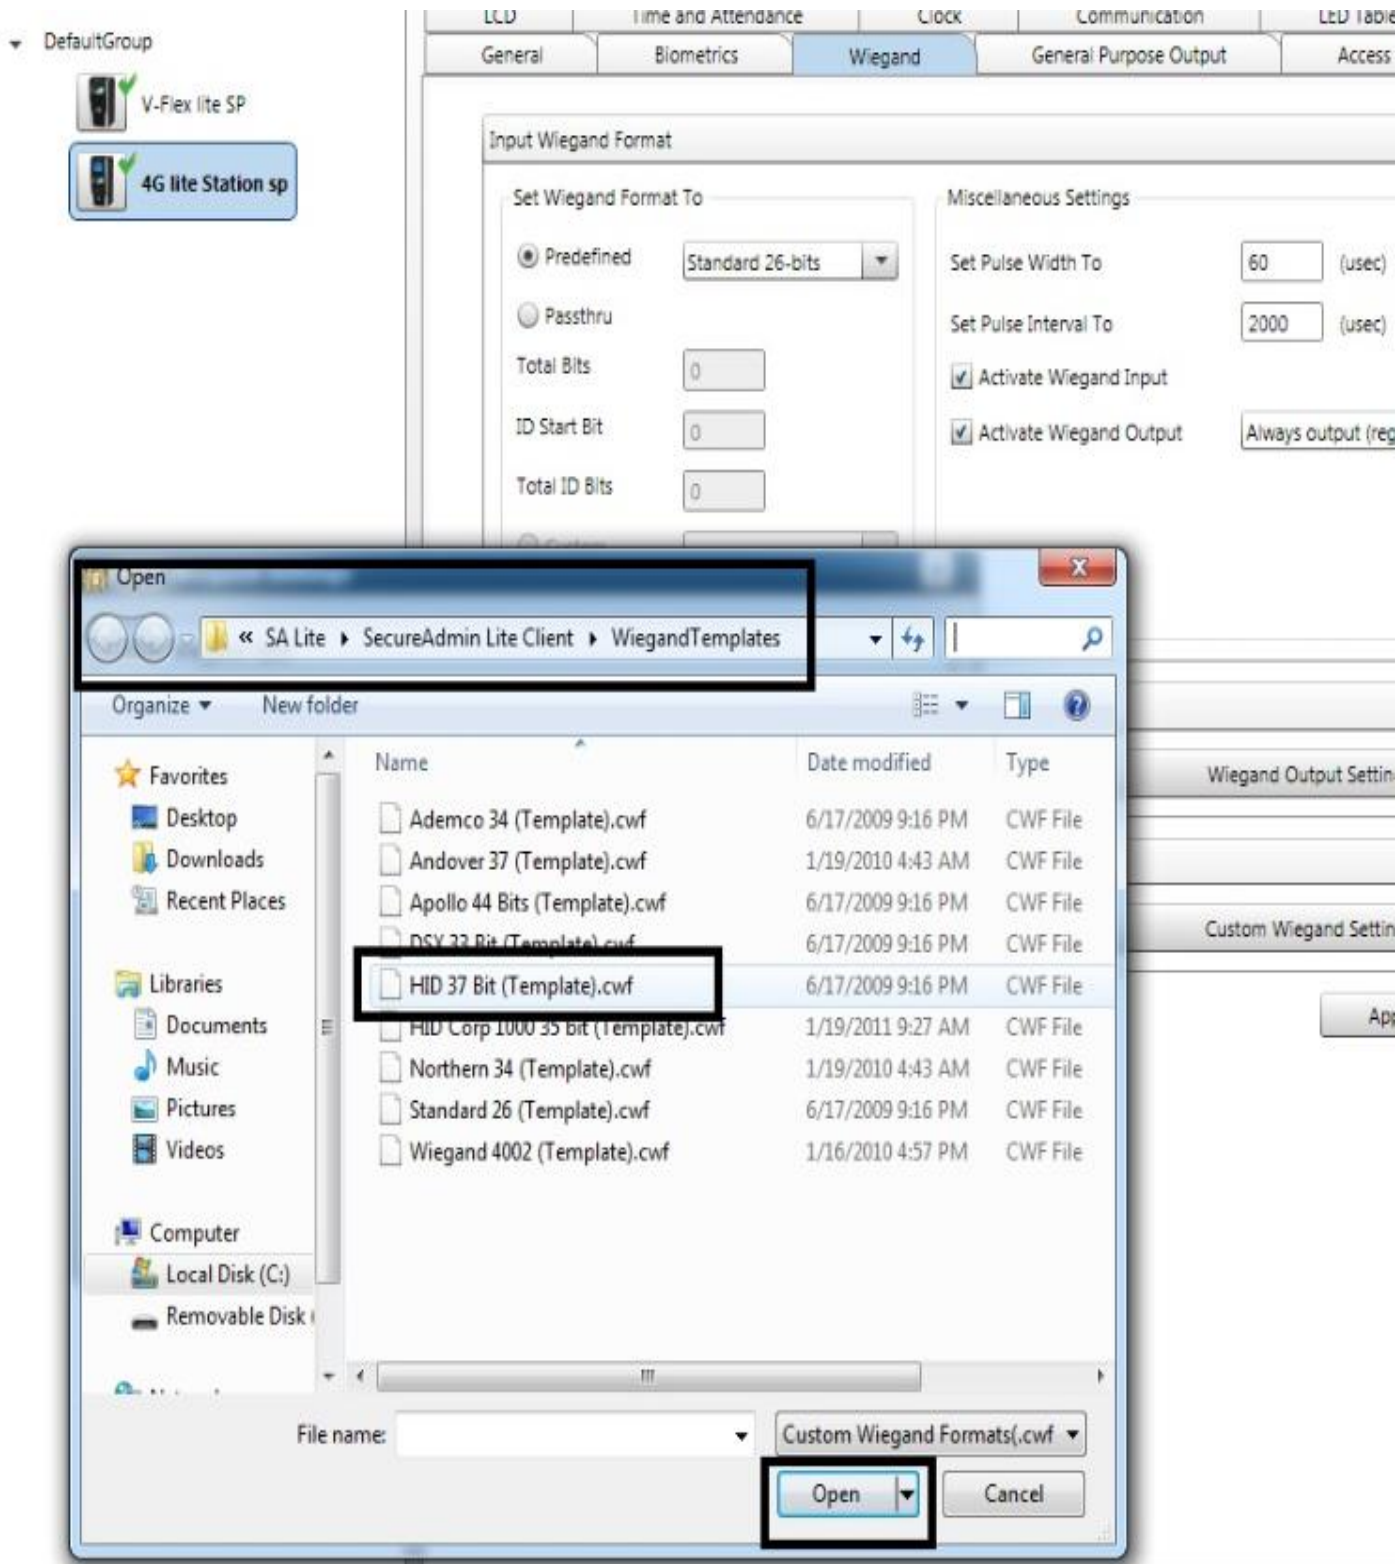 LCD Time and Attendance Clock Communication LED Table
DefaultGroup
General Biometrics Wiegand General Purpose Output Access
V-Flex lite SP
Input Wiegand Format
4G lite Station sp
Set Wiegand Format To Miscellaneous Settings
Predefined Standard 26-bits Set Pulse Width To 60 (usec)
Passthru Set Pulse Interval To 2000 (usec)
Total Bits 0 Activate Wiegand Input
ID Start Bit 0 Activate Wiegand Output Always output (reg
Total ID Bits 0
Custom
Open
« SA Lite SecureAdmin Lite Client WiegandTemplates
Organize New folder
Name Date modified Type
Favorites
Desktop Ademco 34 (Template).cwf 6/17/2009 9:16 PM CWF File
Downloads Andover 37 (Template).cwf 1/19/2010 4:43 AM CWF File
Recent Places Apollo 44 Bits (Template).cwf 6/17/2009 9:16 PM CWF File
DSX 33 Bit (Template).cwf 6/17/2009 9:16 PM CWF File
Libraries HID 37 Bit (Template).cwf 6/17/2009 9:16 PM CWF File
Documents HID Corp 1000 35 bit (Template).cwf 1/19/2011 9:27 AM CWF File
Music Northern 34 (Template).cwf 1/19/2010 4:43 AM CWF File
Pictures Standard 26 (Template).cwf 6/17/2009 9:16 PM CWF File
Videos Wiegand 4002 (Template).cwf 1/16/2010 4:57 PM CWF File
Computer
Local Disk (C:)
Removable Disk
Wiegand Output Settin
Custom Wiegand Settin
App
File name: Custom Wiegand Formats(.cwf
Open Cancel